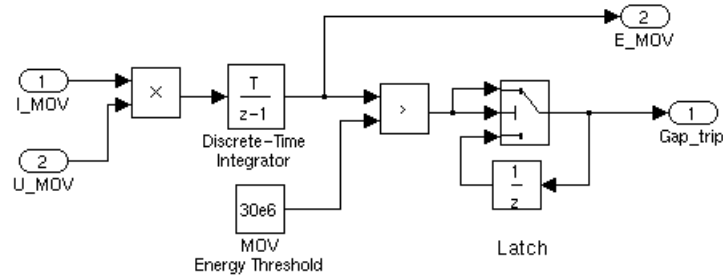 2
E_MOV
1
I_MOV
×
T
z-1
Discrete-Time
Integrator
>
1
Gap_trip
2
U_MOV
30e6
MOV
Energy Threshold
1
z
Latch